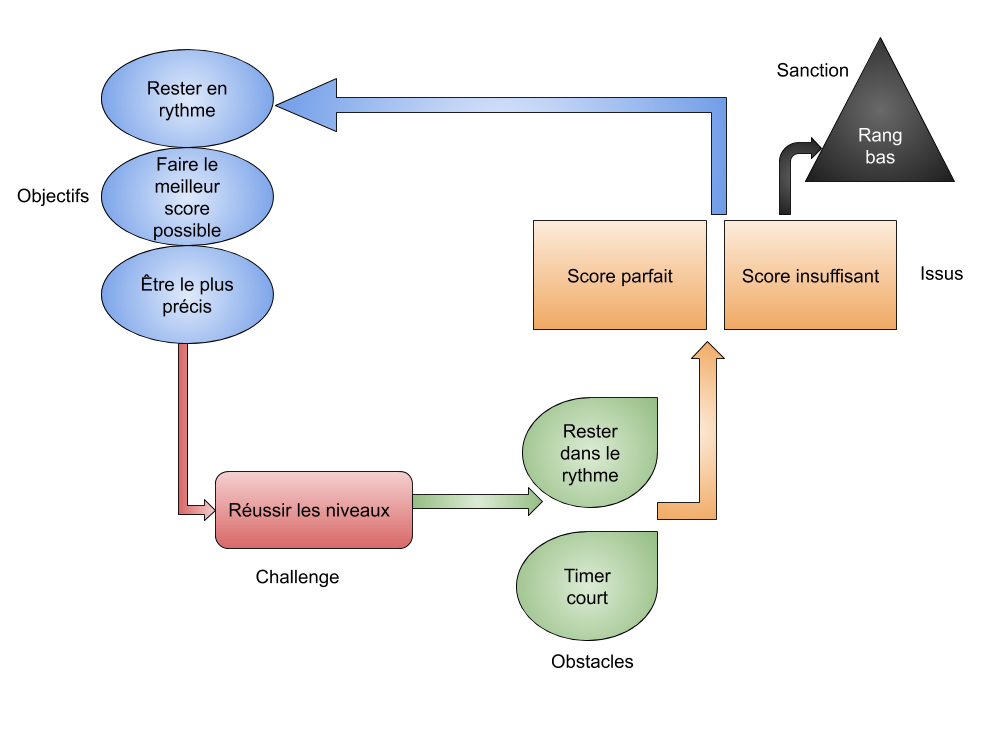 Rester en
rythme
Faire le
meilleur
score
possible
Être le plus
précis
Objectifs
Réussir les niveaux
Challenge
Rester
dans le
rythme
Timer
court
Obstacles
Score parfait
Score insuffisant
Issus
Sanction
Rang
bas